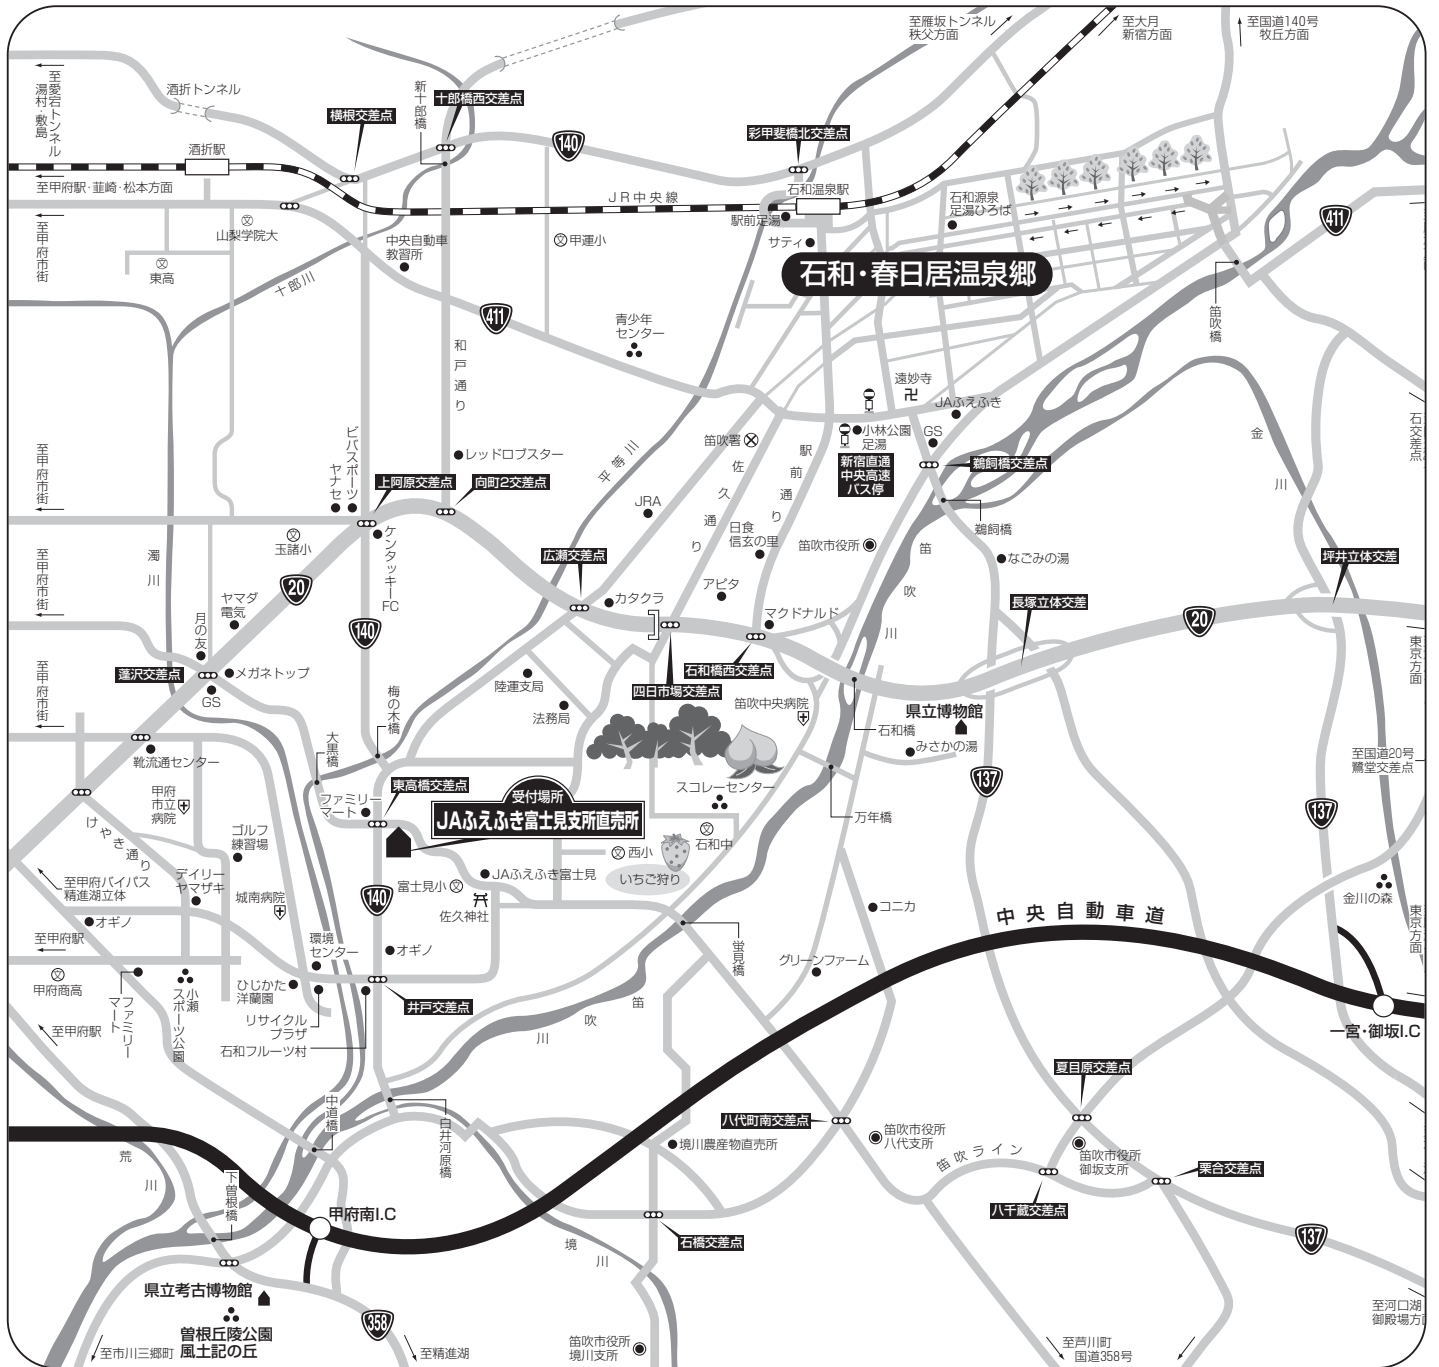 至雁坂トンネル
秩父方面
至大月
新宿方面
至国道140号
牧丘方面
至愛宕トンネル
湯村・敷島
酒折トンネル
新十郎橋
十郎橋西交差点
横根交差点
140
彩甲斐橋北交差点
酒折駅
至甲府駅・韮崎・松本方面
JR中央線
石和温泉駅
駅前足湯
石和源泉
足湯ひろば
411
至甲府市街
文
山梨学院大
文
東高
中央自動車
教習所
文甲運小
サティ
石和・春日居温泉郷
十郎川
411
青少年
センター
笛吹橋
和戸通り
遠妙寺
卍
JAふえふき
小林公園
足湯
GS
石交差点
金川
至甲府市街
ビバスポーツ
ヤナセ
レッドロブスター
平等川
笛吹署
佐久通り
駅前通り
新宿直通
中央高速
バス停
鵜飼橋交差点
上阿原交差点
向町2交差点
JRA
日食
信玄の里
笛吹市役所
笛吹川
鵜飼橋
なごみの湯
坪井立体交差
至甲府市街
濁川
文
玉諸小
ケンタッキーFC
広瀬交差点
20
ヤマダ
電気
月の友
140
カタクラ
アピタ
マクドナルド
長塚立体交差
20
東京方面
至甲府市街
蓬沢交差点
メガネトップ
GS
陸運支局
法務局
石和橋西交差点
四日市場交差点
笛吹中央病院
県立博物館
石和橋
みさかの湯
梅の木橋
大黒橋
靴流通センター
至国道20号
鷺堂交差点
甲府
市立
病院
東高橋交差点
ファミリー
マート
受付場所
JAふえふき富士見支所直売所
スコレーセンター
137
137
万年橋
けやき通り
ゴルフ
練習場
文
石和中
文西小
いちご狩り
至甲府バイパス
精進湖立体
デイリー
ヤマザキ
城南病院
140
富士見小文
JAふえふき富士見
佐久神社
金川の森
オギノ
コニカ
中央自動車道
東京方面
至甲府駅
環境
センター
オギノ
蛍見橋
グリーンファーム
文
甲府商高
ファミリー
マート
小瀬
スポーツ公園
ひじかた
洋蘭園
井戸交差点
笛吹川
一宮・御坂I.C
至甲府駅
リサイクル
プラザ
石和フルーツ村
夏目原交差点
中道橋
白井河原橋
八代町南交差点
境川農産物直売所
笛吹市役所
八代支所
笛吹ライン
笛吹市役所
御坂支所
栗合交差点
荒川
下曽根橋
甲府南I.C
八千蔵交差点
石橋交差点
137
境川
県立考古博物館
曽根丘陵公園
風土記の丘
至市川三郷町
358
至精進湖
笛吹市役所
境川支所
至芦川町
国道358号
至河口湖
御殿場方面